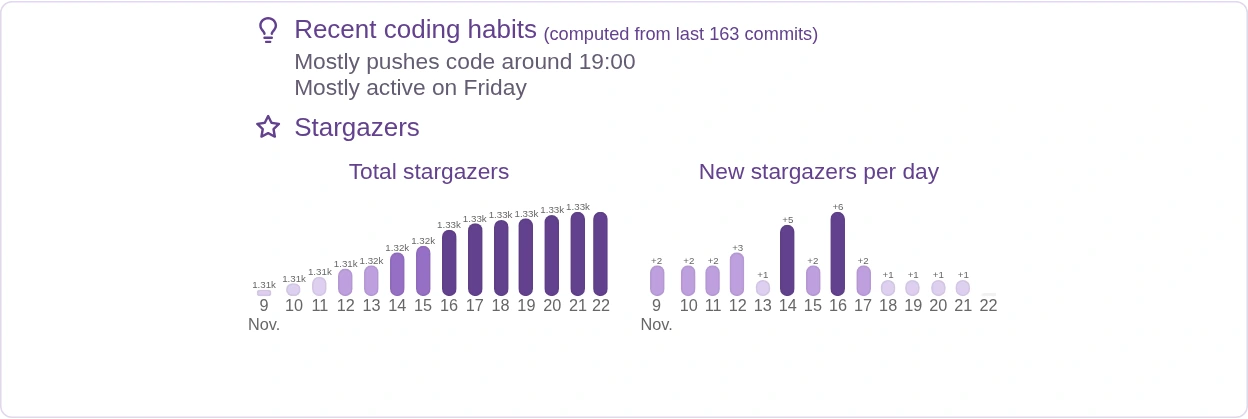 Recent coding habits (computed from last 163 commits)
Mostly pushes code around 19:00
Mostly active on Friday
Stargazers
Total stargazers
1.31k 1.31k 1.31k 1.31k 1.32k 1.32k 1.32k 1.33k 1.33k 1.33k 1.33k 1.33k 1.33k
9 10 11 12 13 14 15 16 17 18 19 20 21 22
Nov.
New stargazers per day
+2 +2 +2 +3 +1 +5 +2 +6 +2 +1 +1 +1 +1
9 10 11 12 13 14 15 16 17 18 19 20 21 22
Nov.